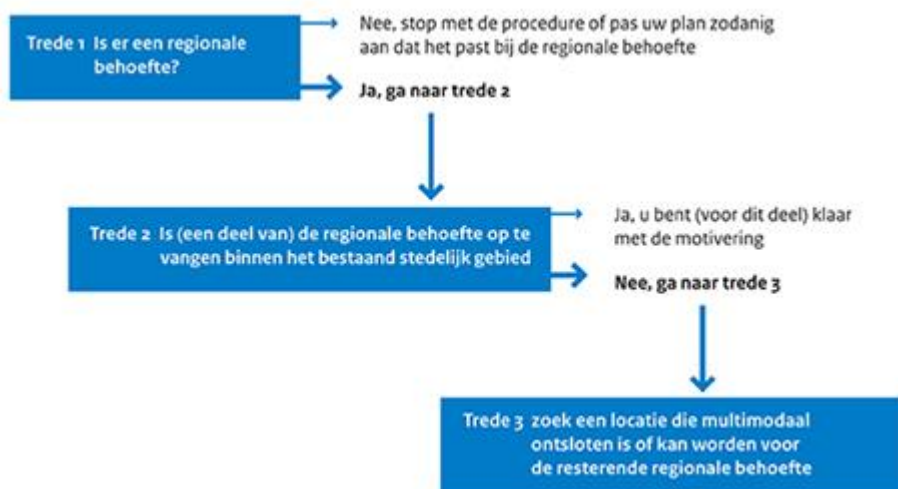 Trede 1 Is er een regionale
behoefte?
Nee, stop met de procedure of pas uw plan zodanig
aan dat het past bij de regionale behoefte
Ja, ga naar trede 2
Trede 2 Is (een deel van) de regionale behoefte op te
vangen binnen het bestaand stedelijk gebied
Ja, u bent (voor dit deel) klaar
met de motivering
Nee, ga naar trede 3
Trede 3 zoek een locatie die multimodaal
ontsloten is of kan worden voor
de resterende regionale behoefte